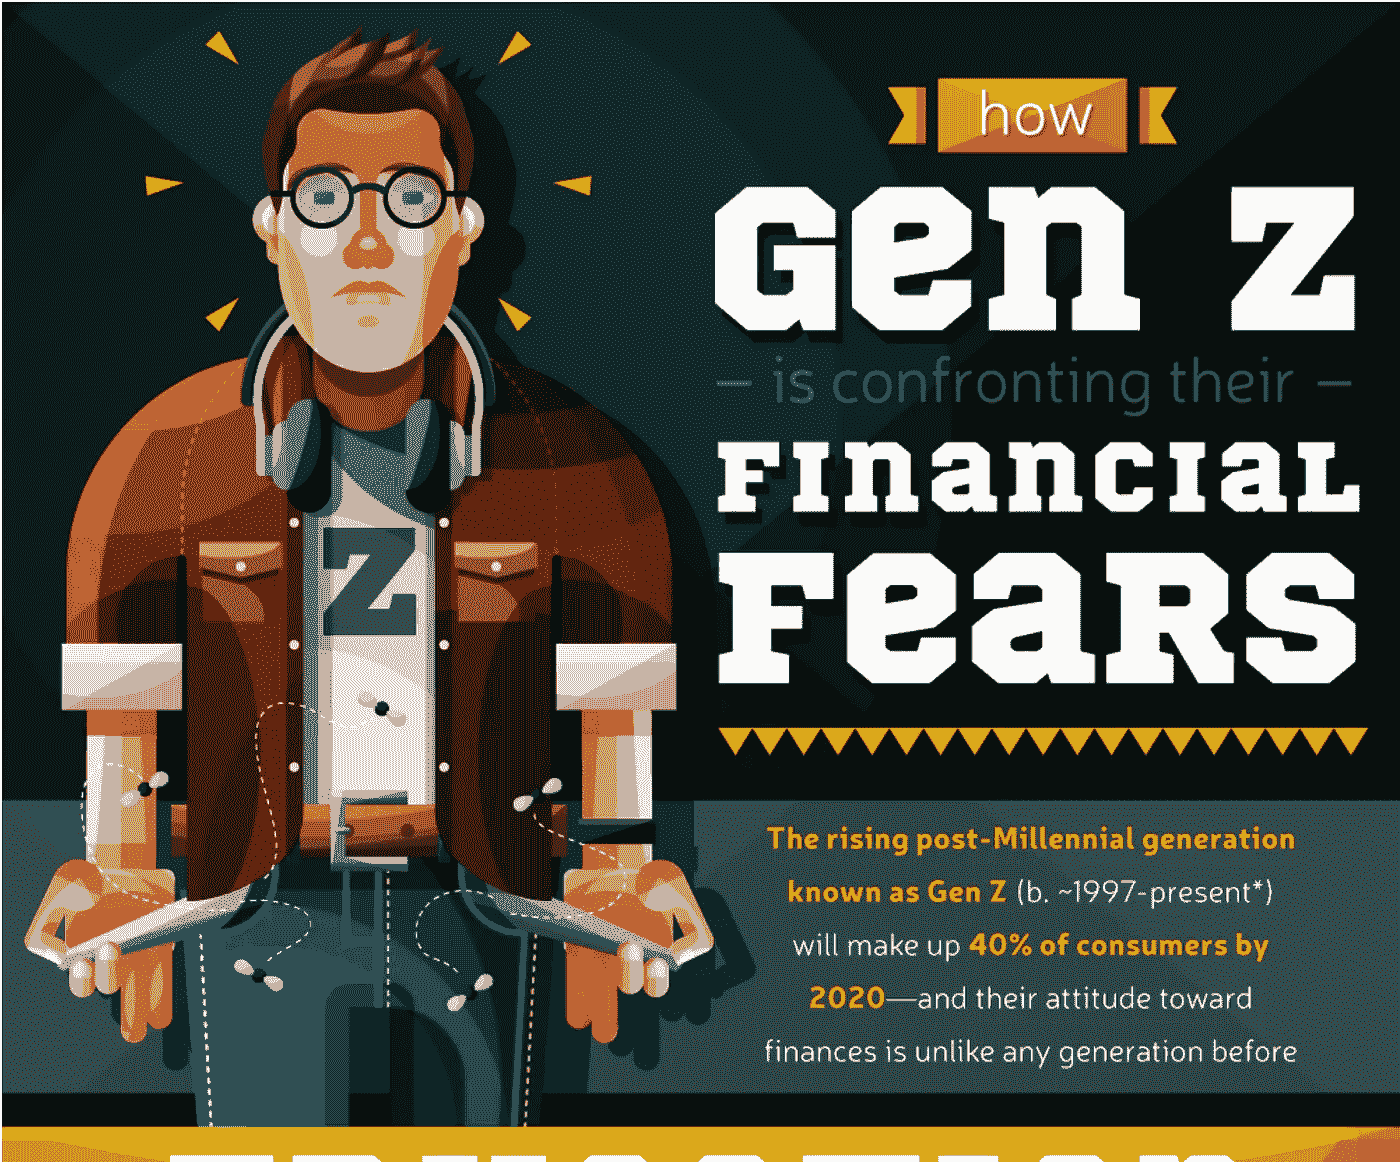 how
Gen Z
– is confronting their –
Financial
Fears
Z
The rising post-Millennial generation
known as Gen Z (b. ~1997-present*)
will make up 40% of consumers by
2020—and their attitude toward
finances is unlike any generation before